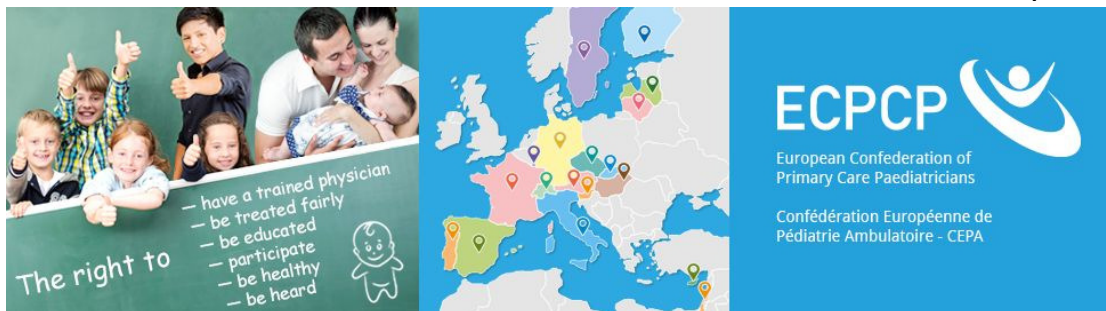 The right to
– have a trained physician
– be treated fairly
– be educated
– participate
– be healthy
– be heard
ECPCP
European Confederation of
Primary Care Paediatricians
Confédération Européenne de
Pédiatrie Ambulatoire - CEPA